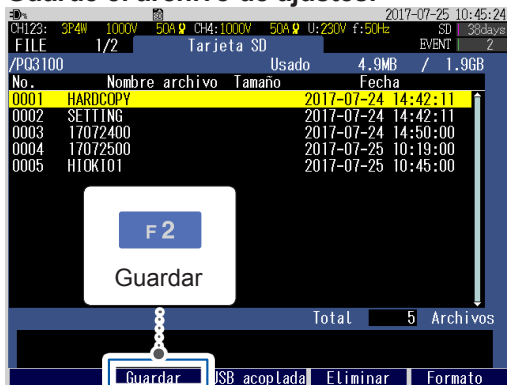 Guarde el archivo de ajustes.
2017-07-25 10:45:24
CH123: 3P4W 1000V 50A CH4:1000V 50A U:230V f:50Hz SD 38days
FILE 1/2 Tarjeta SD EVENT 2
/PQ3100 Usado 4.9MB / 1.9GB
No. Nombre archivo Tamaño Fecha
0001 HARDCOPY 2017-07-24 14:42:11
0002 SETTING 2017-07-24 14:42:11
0003 17072400 2017-07-24 14:50:00
0004 17072500 2017-07-25 10:19:00
0005 HIOKI01 2017-07-25 10:45:00
F2
Guardar
Total 5 Archivos
Guardar USB acoplada Eliminar Formato